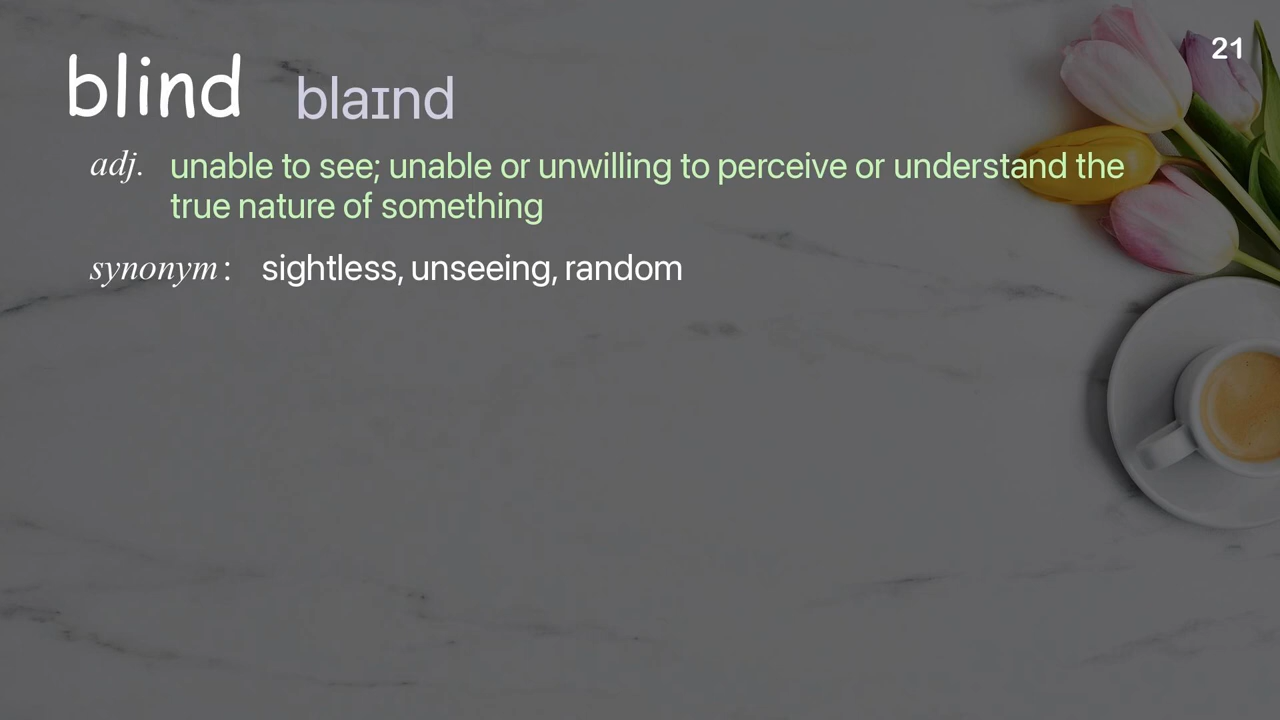 21
blind blaɪnd
adj. unable to see; unable or unwilling to perceive or understand the
true nature of something
synonym : sightless, unseeing, random